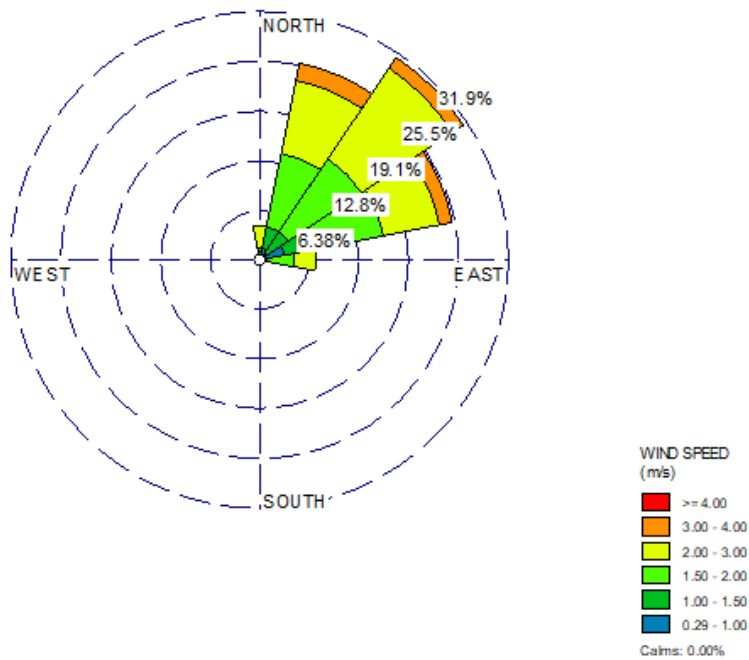 NORTH
31.9%
25.5%
19.1%
12.8%
6.38%
WEST
EAST
SOUTH
WIND SPEED
(m/s)
>= 4.00
3.00 - 4.00
2.00 - 3.00
1.50 - 2.00
1.00 - 1.50
0.29 - 1.00
Calms: 0.00%